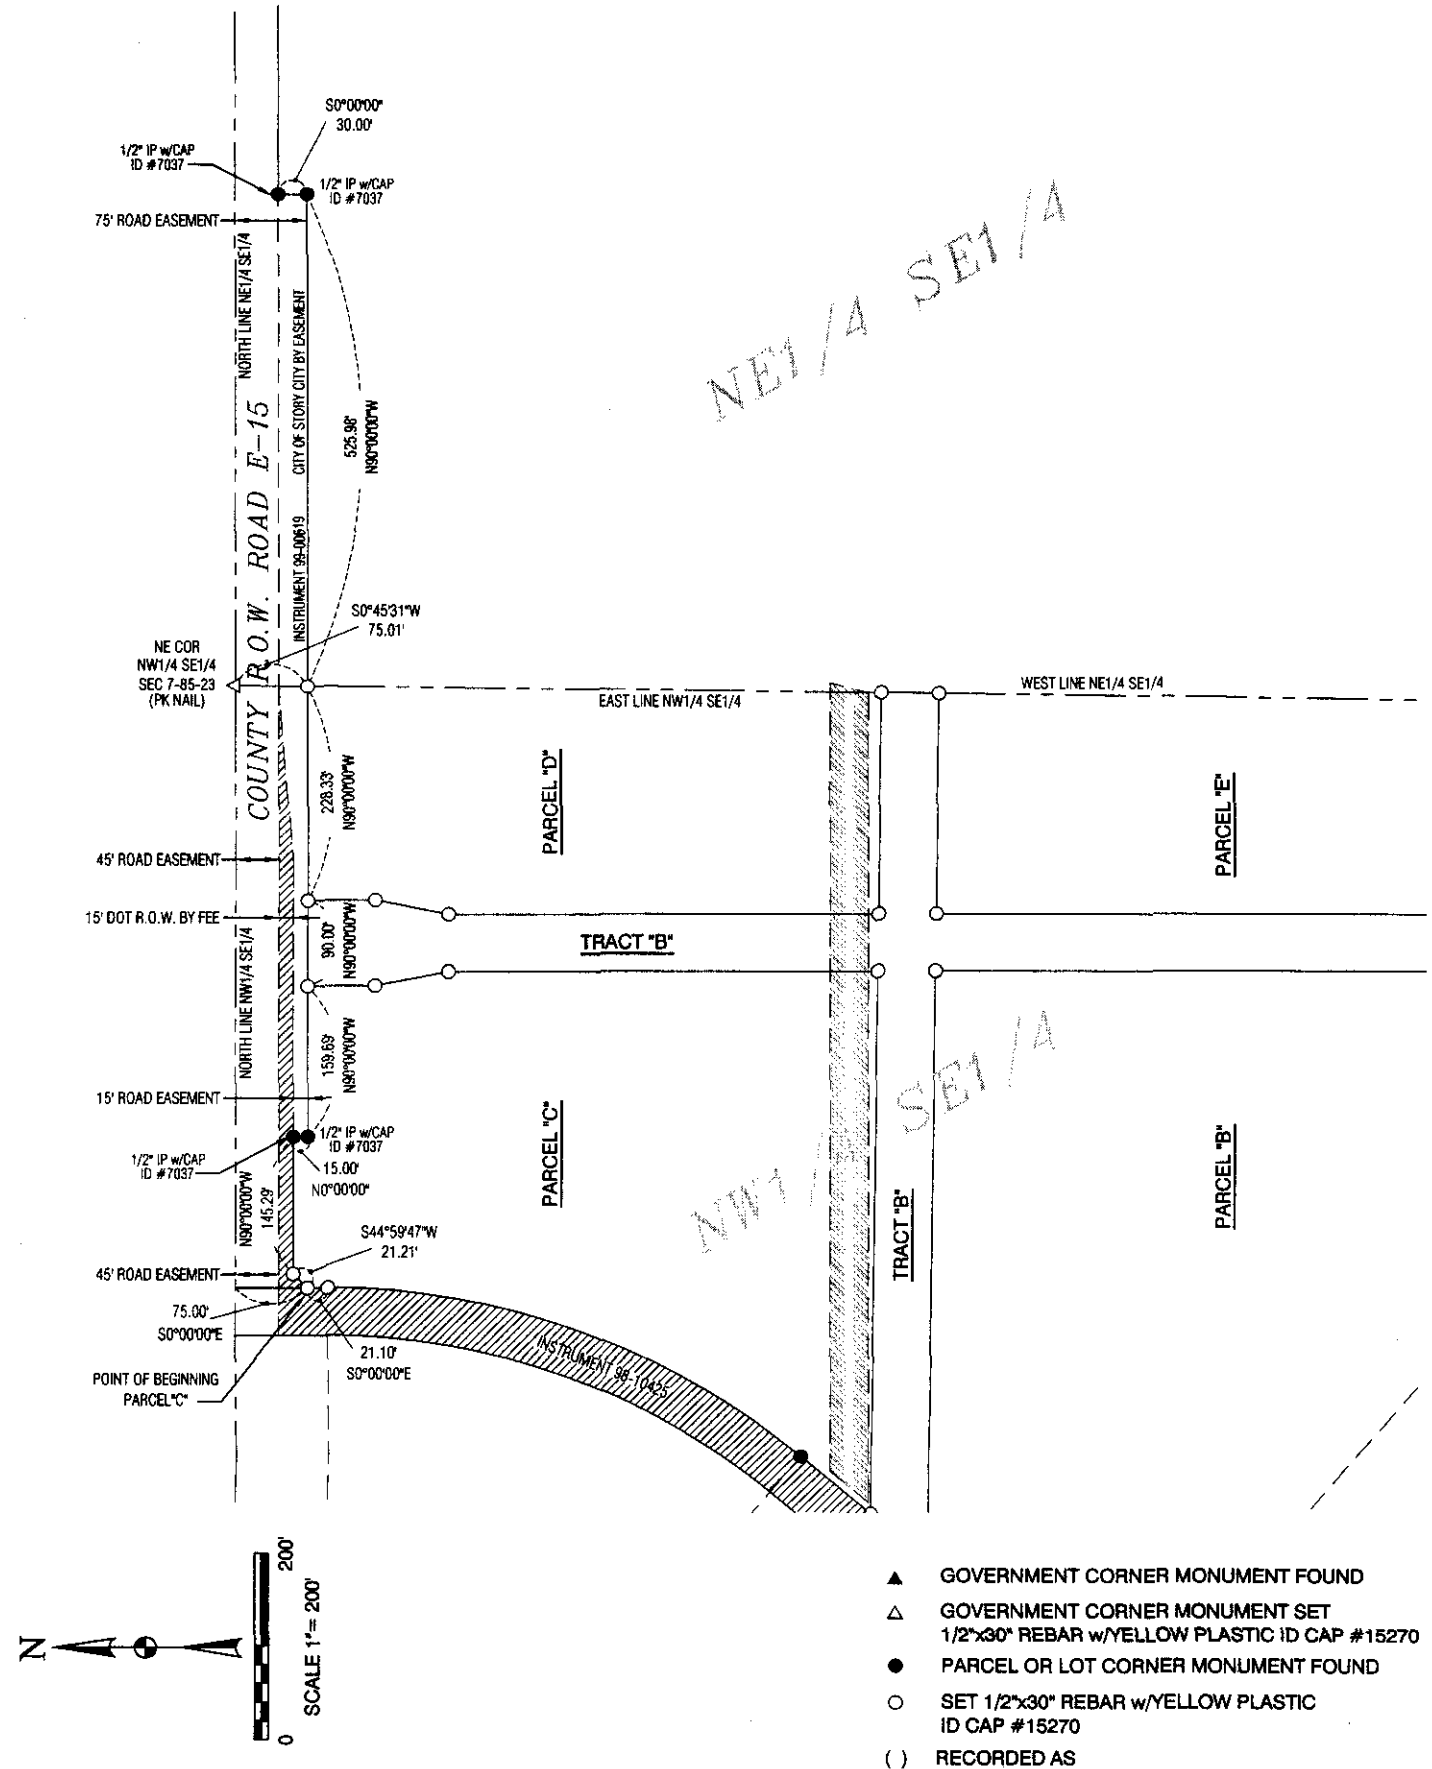 S0°00'00"
30.00'
1/2" IP w/CAP
ID #7037
1/2" IP w/CAP
ID #7037
75' ROAD EASEMENT
NORTH LINE NE1/4 SE1/4
CITY OF STORY CITY BY EASEMENT
INSTRUMENT 99-00619
COUNTY R.O.W. ROAD E-15
NE1/4 SE1/4
525.98'
N90°00'00"W
S0°45'31"W
75.01'
NE COR
NW1/4 SE1/4
SEC 7-85-23
(PK NAIL)
EAST LINE NW1/4 SE1/4
WEST LINE NE1/4 SE1/4
228.33'
N90°00'00"W
PARCEL "D"
PARCEL "E"
45' ROAD EASEMENT
15' DOT R.O.W. BY FEE
90.00'
N90°00'00"W
TRACT "B"
NORTH LINE NW1/4 SE1/4
159.69'
N90°00'00"W
15' ROAD EASEMENT
1/2" IP w/CAP
ID #7037
1/2" IP w/CAP
ID #7037
15.00'
N0°00'00"
PARCEL "C"
NW1/4 SE1/4
TRACT "B"
PARCEL "B"
N90°00'00"W
145.29'
S44°59'47"W
21.21'
45' ROAD EASEMENT
75.00'
S0°00'00"E
21.10'
S0°00'00"E
POINT OF BEGINNING
PARCEL "C"
INSTRUMENT 98-10425
N
0
200'
SCALE 1"= 200'
▲ GOVERNMENT CORNER MONUMENT FOUND
△ GOVERNMENT CORNER MONUMENT SET
1/2"x30" REBAR w/YELLOW PLASTIC ID CAP #15270
● PARCEL OR LOT CORNER MONUMENT FOUND
○ SET 1/2"x30" REBAR w/YELLOW PLASTIC
ID CAP #15270
( ) RECORDED AS